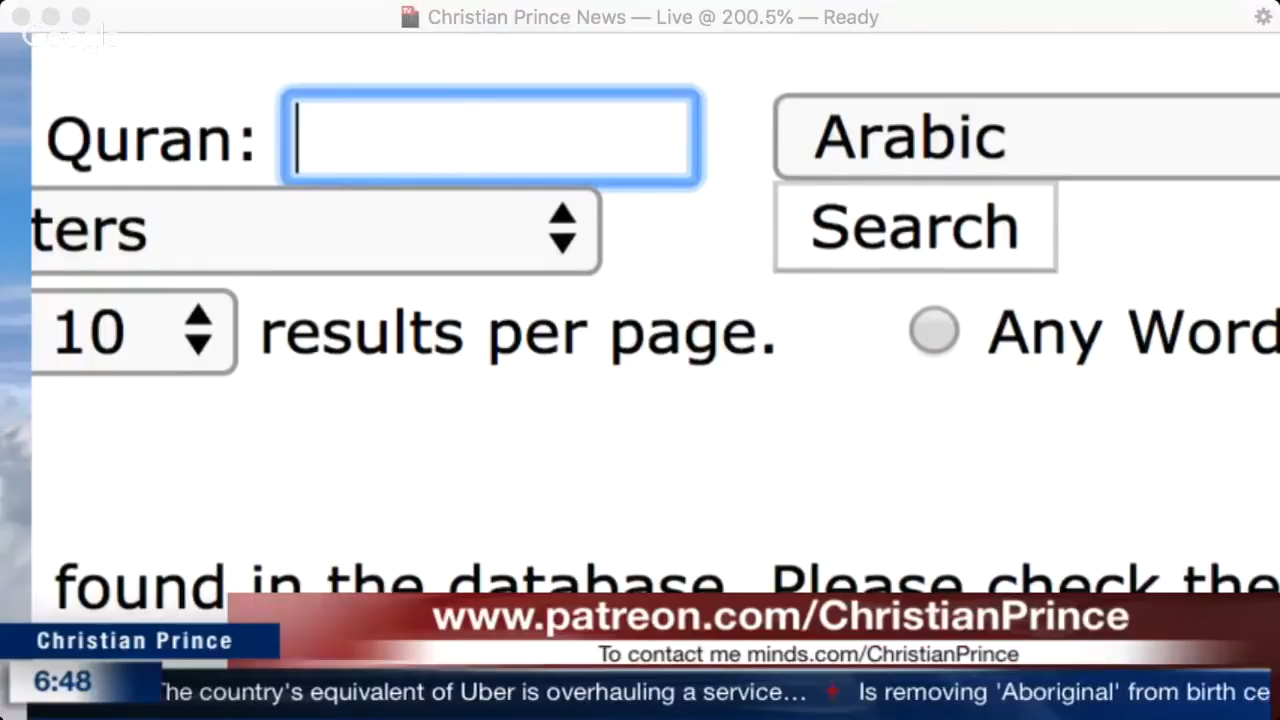 Christian Prince News — Live @ 200.5% — Ready
Google
Quran:
Arabic
ters
Search
10 results per page.
Any Word
found in the database. Please check the
www.patreon.com/ChristianPrince
Christian Prince
To contact me minds.com/ChristianPrince
6:48
The country's equivalent of Uber is overhauling a service... Is removing 'Aboriginal' from birth ce